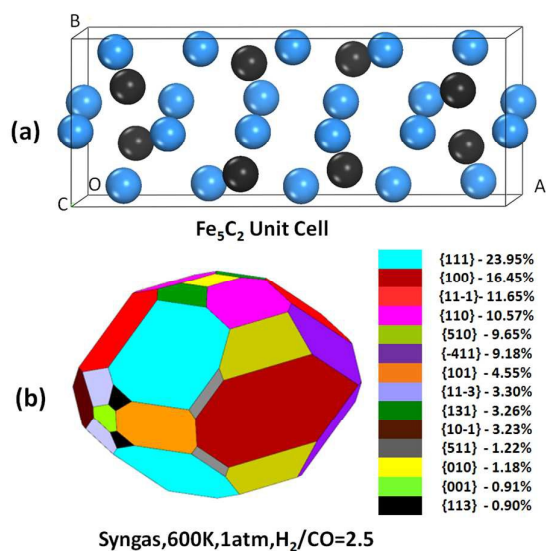 B
(a)
O
C
A
Fe5C2 Unit Cell
(b)
{111} - 23.95%
{100} - 16.45%
{11-1} - 11.65%
{110} - 10.57%
{510} - 9.65%
{-411} - 9.18%
{101} - 4.55%
{11-3} - 3.30%
{131} - 3.26%
{10-1} - 3.23%
{511} - 1.22%
{010} - 1.18%
{001} - 0.91%
{113} - 0.90%
Syngas,600K,1atm,H2/CO=2.5